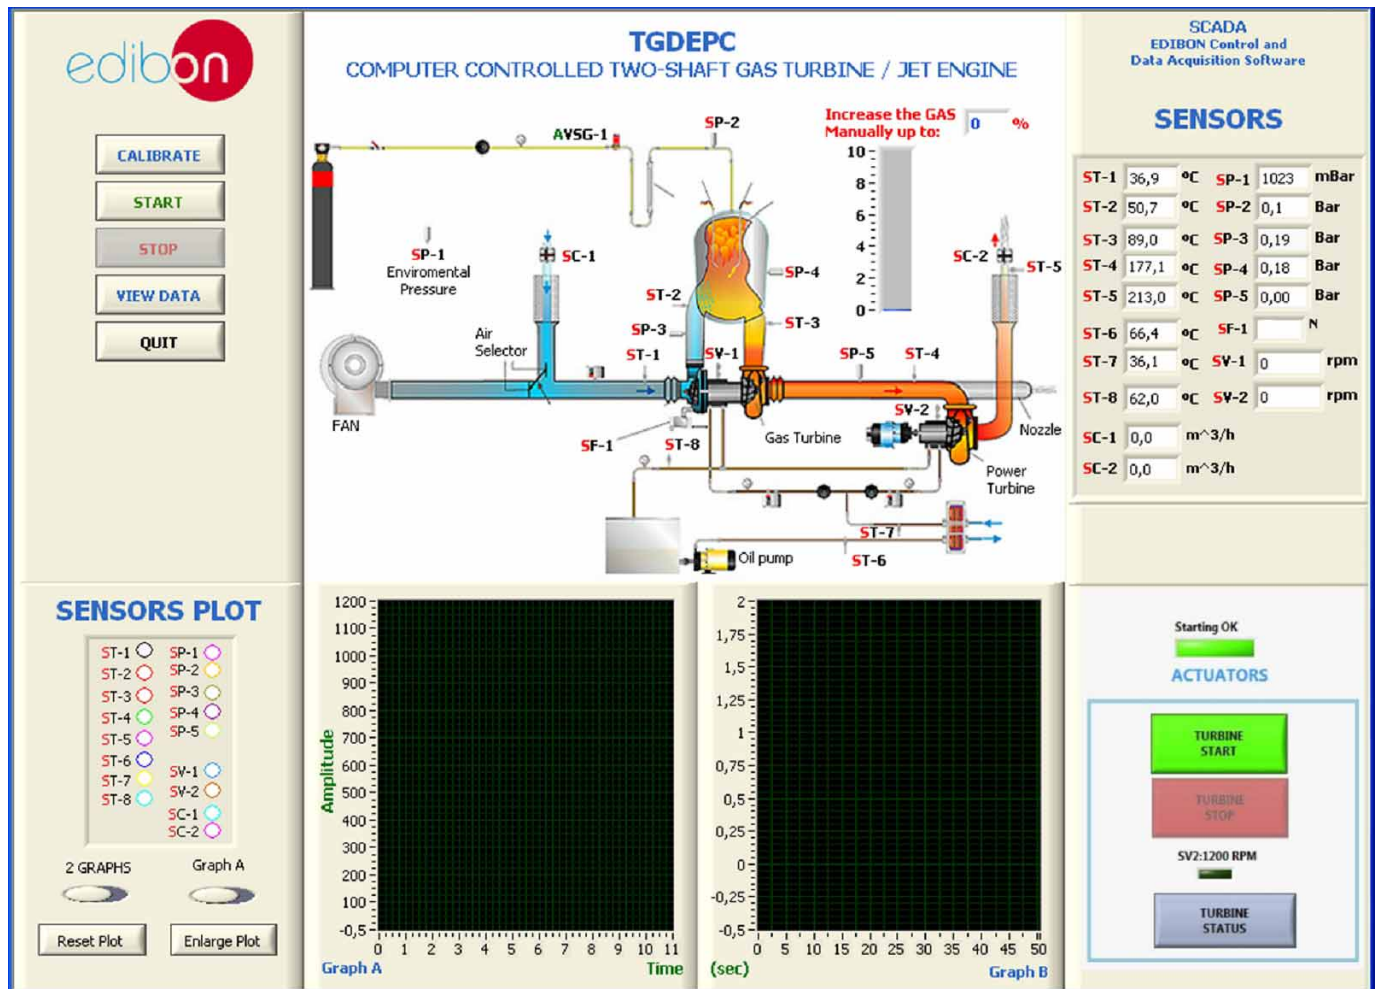 edibon
CALIBRATE
START
STOP
VIEW DATA
QUIT
TGDEPC
COMPUTER CONTROLLED TWO-SHAFT GAS TURBINE / JET ENGINE
AVSG-1
SP-2
Increase the GAS
Manually up to:
0 %
10
8
6
4
2
0
SP-1
Enviromental
Pressure
SC-1
SP-4
SC-2
ST-5
ST-2
SP-3
ST-3
Air
Selector
ST-1
SV-1
SP-5
ST-4
FAN
SF-1
ST-8
Gas Turbine
SV-2
Nozzle
Power
Turbine
ST-7
ST-6
Oil pump
SCADA
EDIBON Control and
Data Acquisition Software
SENSORS
ST-1 36,9 ºC SP-1 1023 mBar
ST-2 50,7 ºC SP-2 0,1 Bar
ST-3 89,0 ºC SP-3 0,19 Bar
ST-4 177,1 ºC SP-4 0,18 Bar
ST-5 213,0 ºC SP-5 0,00 Bar
ST-6 66,4 ºC SF-1 N
ST-7 36,1 ºC SV-1 0 rpm
ST-8 62,0 ºC SV-2 0 rpm
SC-1 0,0 m^3/h
SC-2 0,0 m^3/h
SENSORS PLOT
ST-1 SP-1
ST-2 SP-2
ST-3 SP-3
ST-4 SP-4
ST-5 SP-5
ST-6
ST-7 SV-1
ST-8 SV-2
SC-1
SC-2
2 GRAPHS
Graph A
Reset Plot
Enlarge Plot
Amplitude
1200
1100
1000
900
800
700
600
500
400
300
200
100
-0,5
0 1 2 3 4 5 6 7 8 9 10 11
Graph A
Time
2
1,75
1,5
1,25
1
0,75
0,5
0,25
0
-0,25
-0,5
0 5 10 15 20 25 30 35 40 45 50
(sec)
Graph B
Starting OK
ACTUATORS
TURBINE
START
TURBINE
STOP
SV2:1200 RPM
TURBINE
STATUS